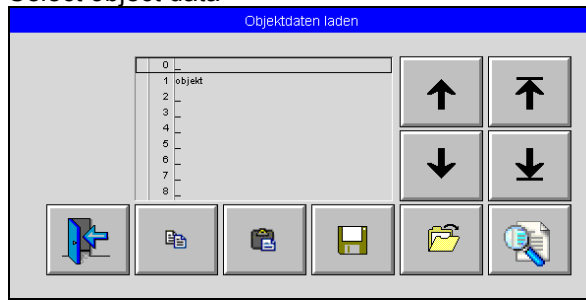 Select object data
Objektdaten laden
0 _
1 objekt
2 _
3 _
4 _
5 _
6 _
7 _
8 _